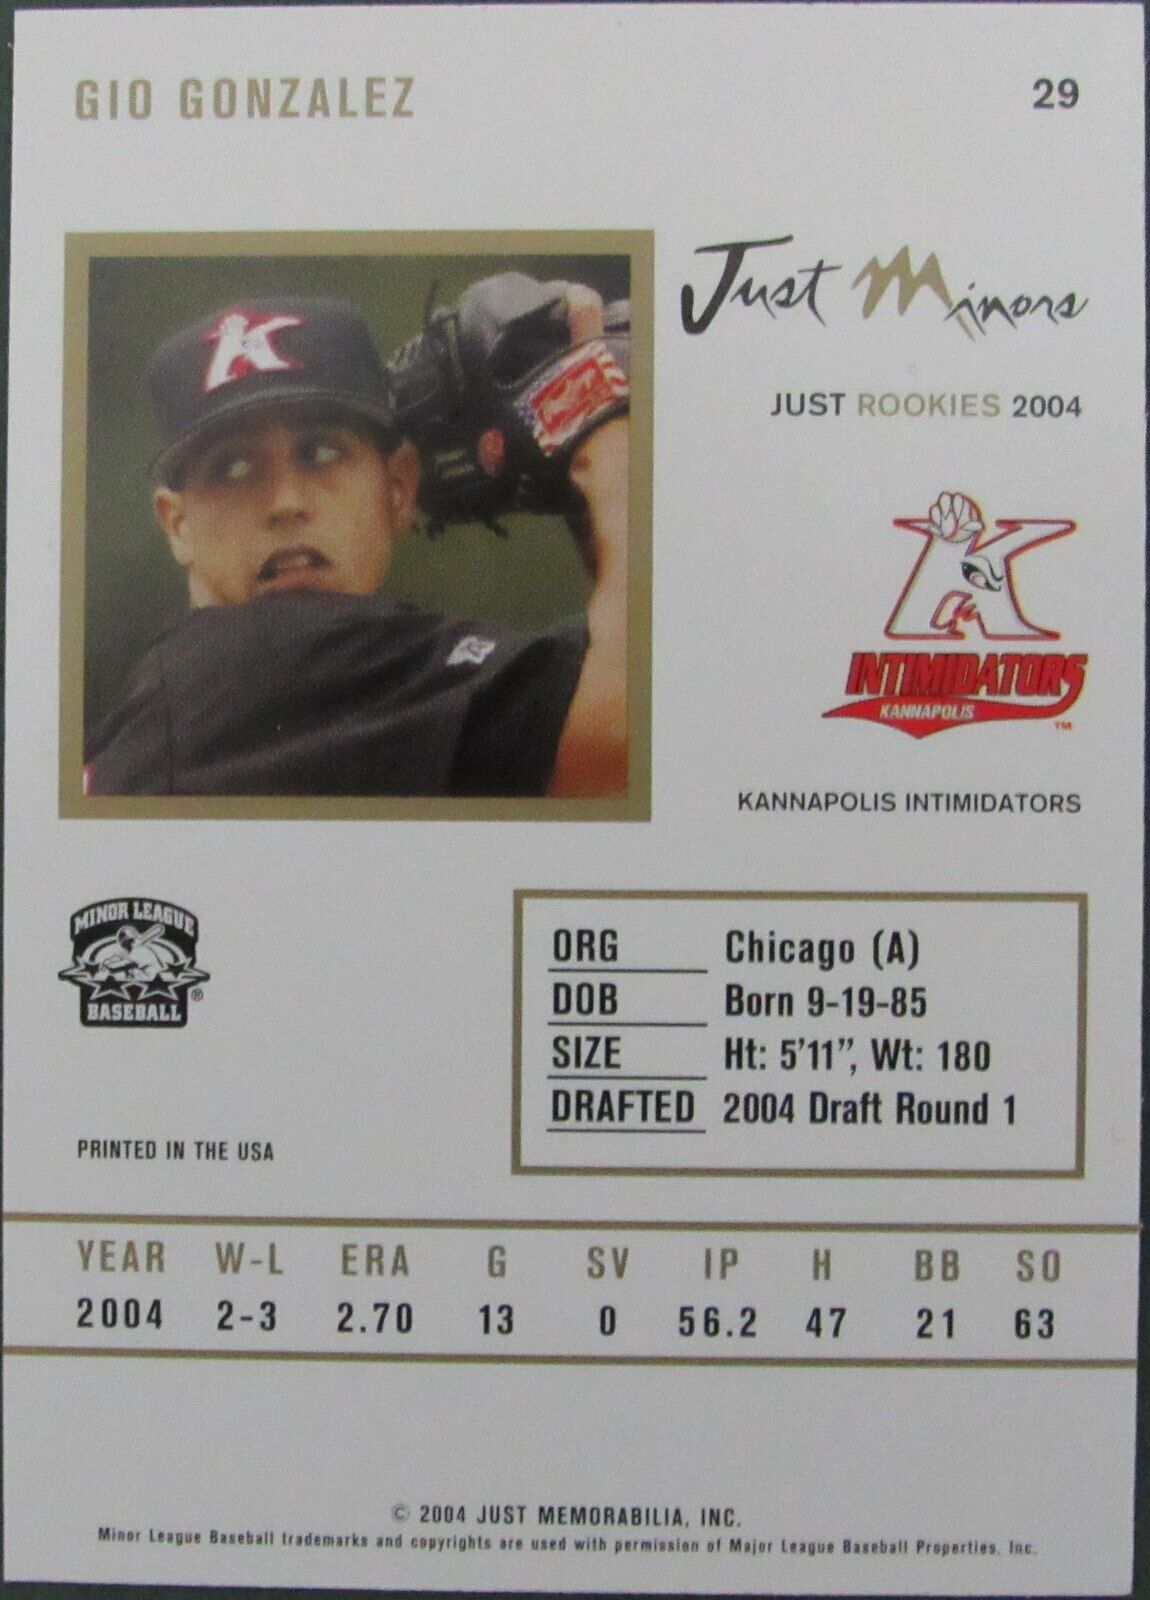 GIO GONZALEZ
29
K
Just Minors
JUST ROOKIES 2004
K
INTIMIDATORS
KANNAPOLIS
TM
KANNAPOLIS INTIMIDATORS
MINOR LEAGUE
BASEBALL
®
ORG Chicago (A)
DOB Born 9-19-85
SIZE Ht: 5'11", Wt: 180
DRAFTED 2004 Draft Round 1
PRINTED IN THE USA
YEAR W-L ERA G SV IP H BB SO
2004 2-3 2.70 13 0 56.2 47 21 63
© 2004 JUST MEMORABILIA, INC.
Minor League Baseball trademarks and copyrights are used with permission of Major League Baseball Properties, Inc.